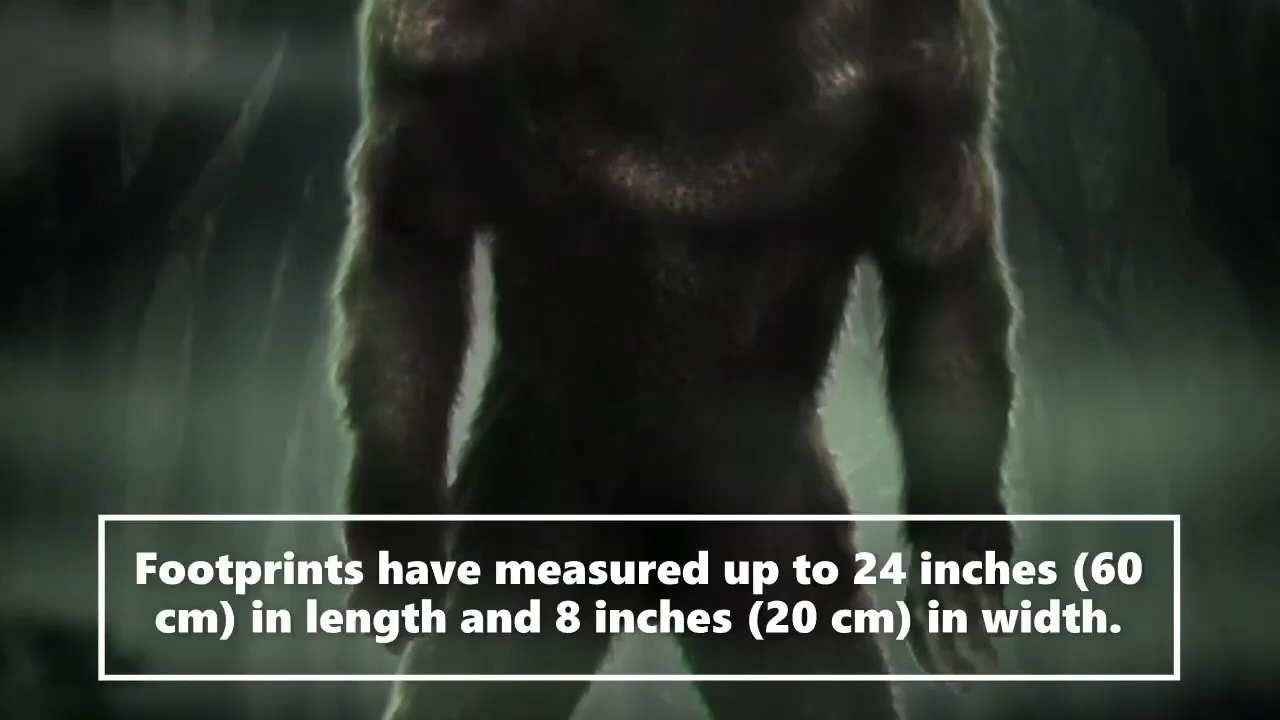 Footprints have measured up to 24 inches (60
cm) in length and 8 inches (20 cm) in width.